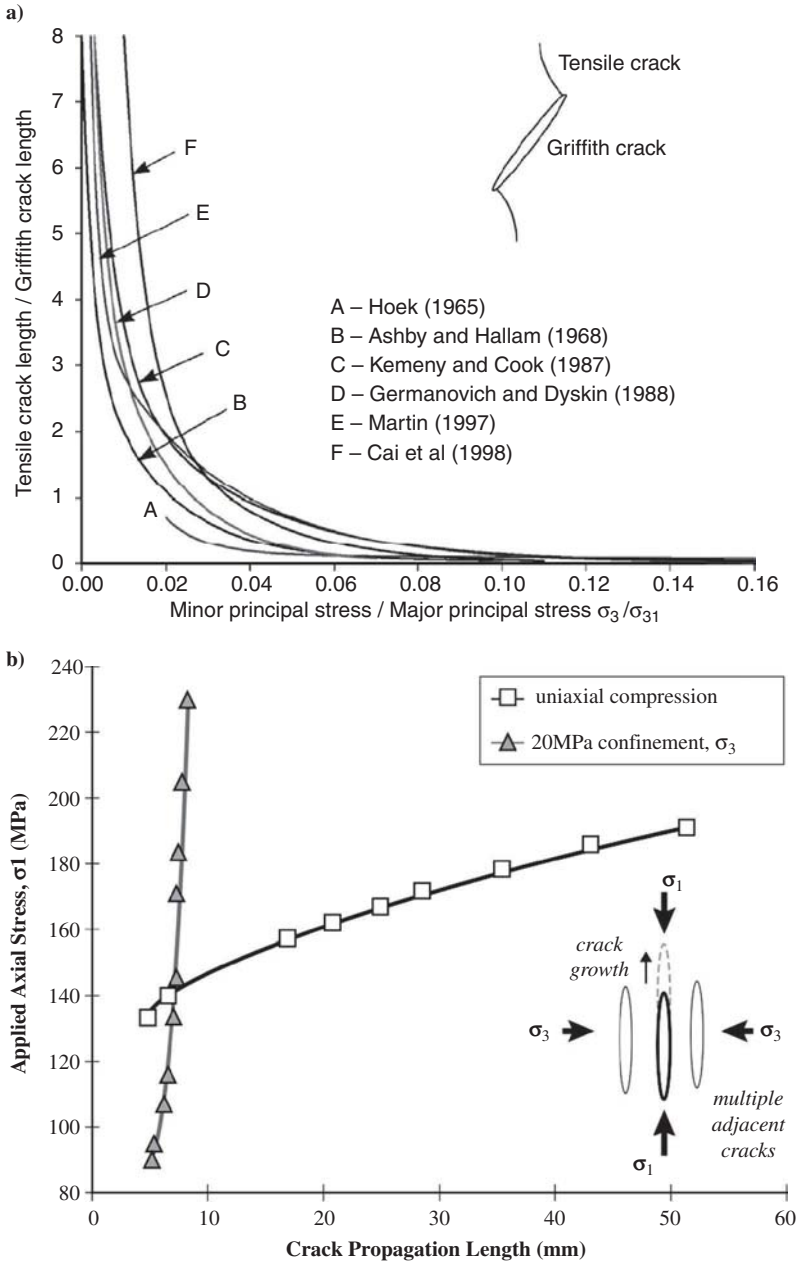 a)
8
7
6
5
4
3
2
1
0
Tensile crack length / Griffith crack length
F
E
D
C
B
A
Tensile crack
Griffith crack
A – Hoek (1965)
B – Ashby and Hallam (1968)
C – Kemeny and Cook (1987)
D – Germanovich and Dyskin (1988)
E – Martin (1997)
F – Cai et al (1998)
0.00 0.02 0.04 0.06 0.08 0.10 0.12 0.14 0.16
Minor principal stress / Major principal stress σ3/σ31
b)
240
220
200
180
160
140
120
100
80
Applied Axial Stress, σ1 (MPa)
uniaxial compression
20MPa confinement, σ3
σ1
crack
growth
σ3
σ3
multiple
adjacent
cracks
σ1
0 10 20 30 40 50 60
Crack Propagation Length (mm)